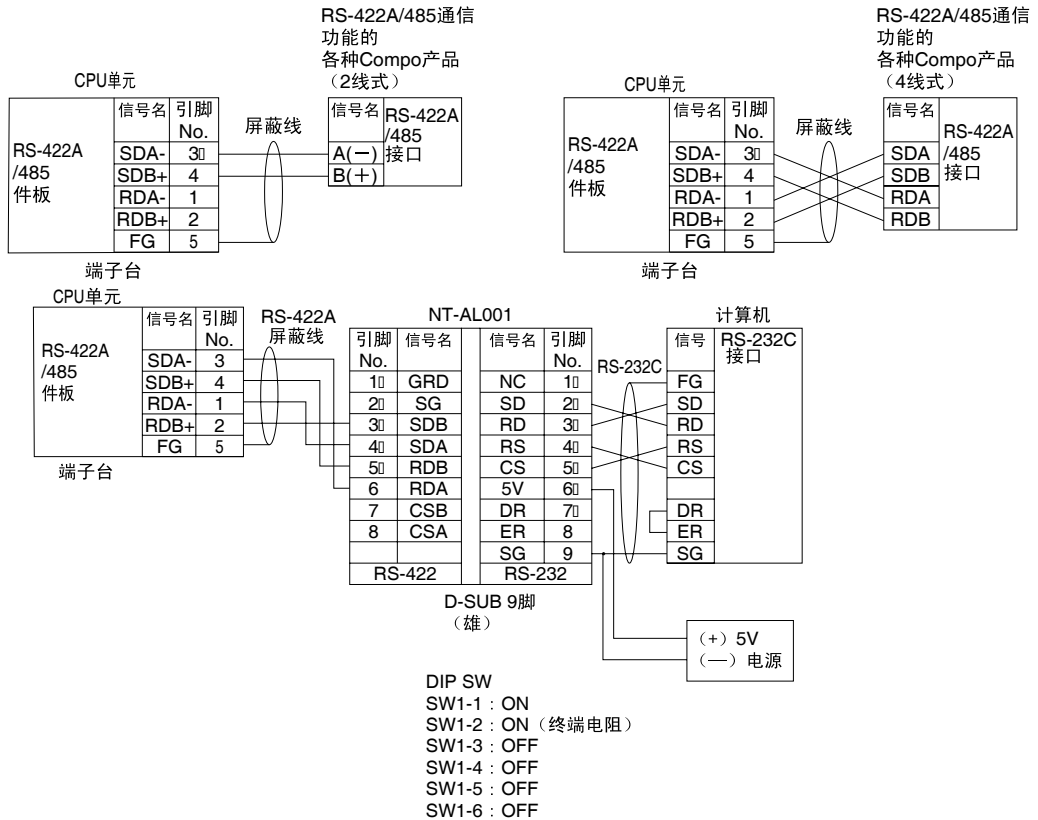 RS-422A/485通信
功能的
各种Compo产品
（2线式）
CPU单元
RS-422A
/485
件板
信号名 引脚
No.
SDA- 3
SDB+ 4
RDA- 1
RDB+ 2
FG 5
端子台
屏蔽线
信号名
A(—)
B(+)
RS-422A
/485
接口
RS-422A/485通信
功能的
各种Compo产品
（4线式）
CPU单元
RS-422A
/485
件板
信号名 引脚
No.
SDA- 3
SDB+ 4
RDA- 1
RDB+ 2
FG 5
端子台
屏蔽线
信号名
SDA
SDB
RDA
RDB
RS-422A
/485
接口
CPU单元
RS-422A
/485
件板
信号名 引脚
No.
SDA- 3
SDB+ 4
RDA- 1
RDB+ 2
FG 5
端子台
RS-422A
屏蔽线
NT-AL001
引脚 信号名
No.
1 GRD
2 SG
3 SDB
4 SDA
5 RDB
6 RDA
7 CSB
8 CSA
RS-422
信号名 引脚
No.
NC 1
SD 2
RD 3
RS 4
CS 5
5V 6
DR 7
ER 8
SG 9
RS-232
D-SUB 9脚
（雄）
RS-232C
计算机
信号 RS-232C
接口
FG
SD
RD
RS
CS
DR
ER
SG
（+）5V
（—）电源
DIP SW
SW1-1：ON
SW1-2：ON（终端电阻）
SW1-3：OFF
SW1-4：OFF
SW1-5：OFF
SW1-6：OFF